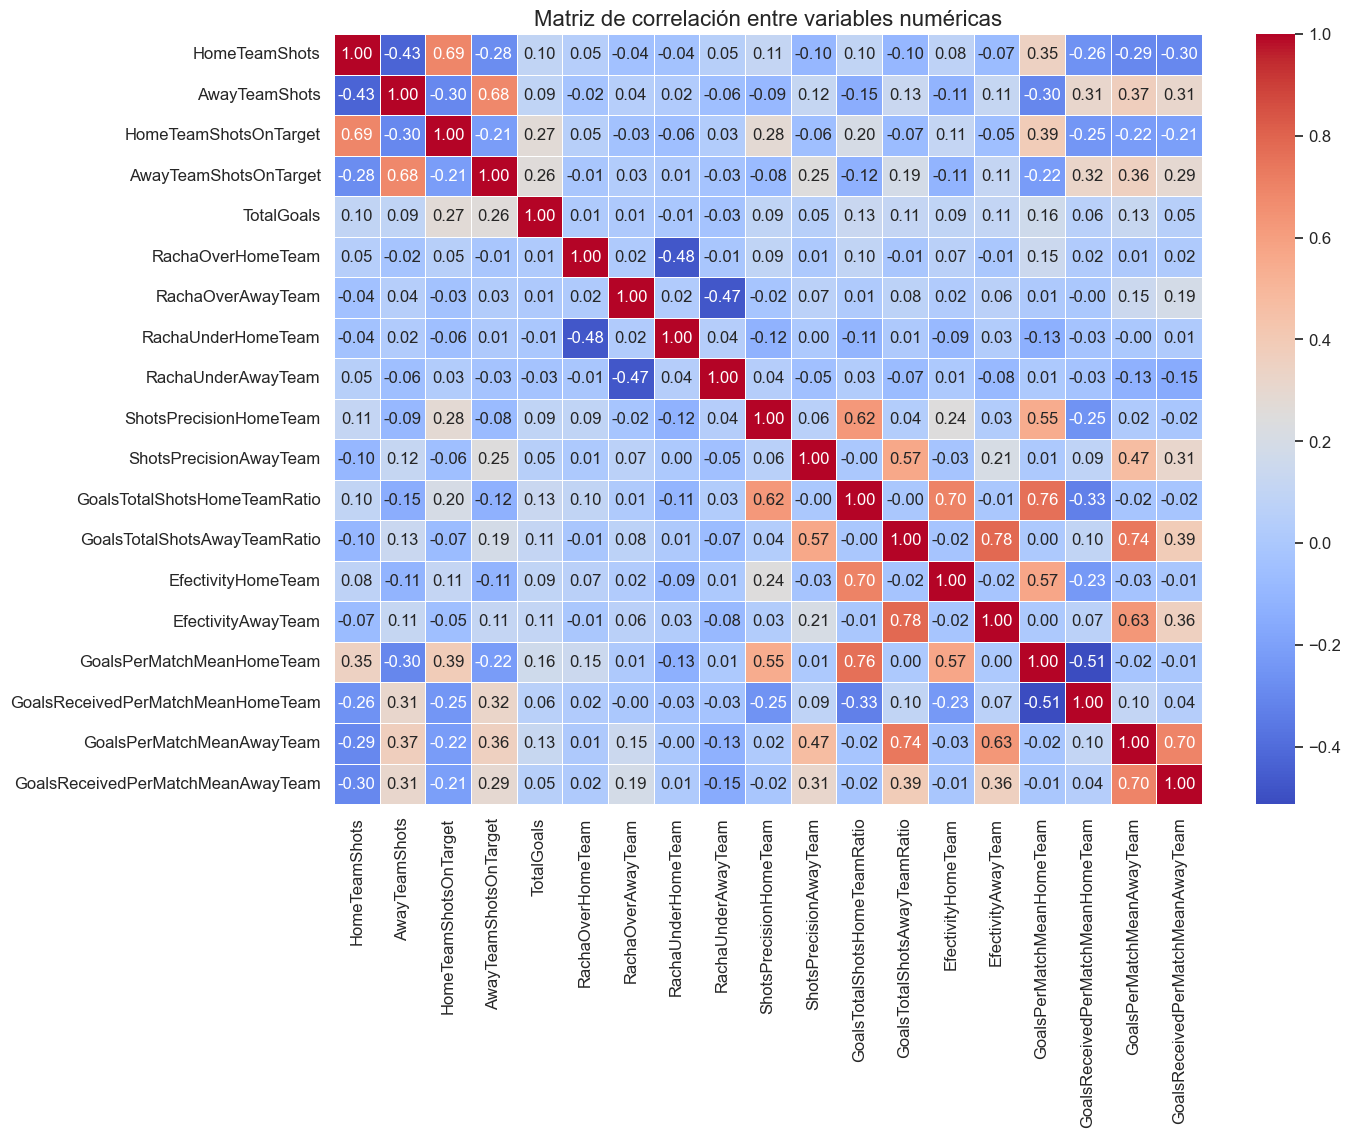 Matriz de correlación entre variables numéricas
HomeTeamShots 1.00 -0.43 0.69 -0.28 0.10 0.05 -0.04 -0.04 0.05 0.11 -0.10 0.10 -0.10 0.08 -0.07 0.35 -0.26 -0.29 -0.30
AwayTeamShots -0.43 1.00 -0.30 0.68 0.09 -0.02 0.04 0.02 -0.06 -0.09 0.12 -0.15 0.13 -0.11 0.11 -0.30 0.31 0.37 0.31
HomeTeamShotsOnTarget 0.69 -0.30 1.00 -0.21 0.27 0.05 -0.03 -0.06 0.03 0.28 -0.06 0.20 -0.07 0.11 -0.05 0.39 -0.25 -0.22 -0.21
AwayTeamShotsOnTarget -0.28 0.68 -0.21 1.00 0.26 -0.01 0.03 0.01 -0.03 -0.08 0.25 -0.12 0.19 -0.11 0.11 -0.22 0.32 0.36 0.29
TotalGoals 0.10 0.09 0.27 0.26 1.00 0.01 0.01 -0.01 -0.03 0.09 0.05 0.13 0.11 0.09 0.11 0.16 0.06 0.13 0.05
RachaOverHomeTeam 0.05 -0.02 0.05 -0.01 0.01 1.00 0.02 -0.48 -0.01 0.09 0.01 0.10 -0.01 0.07 -0.01 0.15 0.02 0.01 0.02
RachaOverAwayTeam -0.04 0.04 -0.03 0.03 0.01 0.02 1.00 0.02 -0.47 -0.02 0.07 0.01 0.08 0.02 0.06 0.01 -0.00 0.15 0.19
RachaUnderHomeTeam -0.04 0.02 -0.06 0.01 -0.01 -0.48 0.02 1.00 0.04 -0.12 0.00 -0.11 0.01 -0.09 0.03 -0.13 -0.03 -0.00 0.01
RachaUnderAwayTeam 0.05 -0.06 0.03 -0.03 -0.03 -0.01 -0.47 0.04 1.00 0.04 -0.05 0.03 -0.07 0.01 -0.08 0.01 -0.03 -0.13 -0.15
ShotsPrecisionHomeTeam 0.11 -0.09 0.28 -0.08 0.09 0.09 -0.02 -0.12 0.04 1.00 0.06 0.62 0.04 0.24 0.03 0.55 -0.25 0.02 -0.02
ShotsPrecisionAwayTeam -0.10 0.12 -0.06 0.25 0.05 0.01 0.07 0.00 -0.05 0.06 1.00 -0.00 0.57 -0.03 0.21 0.01 0.09 0.47 0.31
GoalsTotalShotsHomeTeamRatio 0.10 -0.15 0.20 -0.12 0.13 0.10 0.01 -0.11 0.03 0.62 -0.00 1.00 -0.00 0.70 -0.01 0.76 -0.33 -0.02 -0.02
GoalsTotalShotsAwayTeamRatio -0.10 0.13 -0.07 0.19 0.11 -0.01 0.08 0.01 -0.07 0.04 0.57 -0.00 1.00 -0.02 0.78 0.00 0.10 0.74 0.39
EfectivityHomeTeam 0.08 -0.11 0.11 -0.11 0.09 0.07 0.02 -0.09 0.01 0.24 -0.03 0.70 -0.02 1.00 -0.02 0.57 -0.23 -0.03 -0.01
EfectivityAwayTeam -0.07 0.11 -0.05 0.11 0.11 -0.01 0.06 0.03 -0.08 0.03 0.21 -0.01 0.78 -0.02 1.00 0.00 0.07 0.63 0.36
GoalsPerMatchMeanHomeTeam 0.35 -0.30 0.39 -0.22 0.16 0.15 0.01 -0.13 0.01 0.55 0.01 0.76 0.00 0.57 0.00 1.00 -0.51 -0.02 -0.01
GoalsReceivedPerMatchMeanHomeTeam -0.26 0.31 -0.25 0.32 0.06 0.02 -0.00 -0.03 -0.03 -0.25 0.09 -0.33 0.10 -0.23 0.07 -0.51 1.00 0.10 0.04
GoalsPerMatchMeanAwayTeam -0.29 0.37 -0.22 0.36 0.13 0.01 0.15 -0.00 -0.13 0.02 0.47 -0.02 0.74 -0.03 0.63 -0.02 0.10 1.00 0.70
GoalsReceivedPerMatchMeanAwayTeam -0.30 0.31 -0.21 0.29 0.05 0.02 0.19 0.01 -0.15 -0.02 0.31 -0.02 0.39 -0.01 0.36 -0.01 0.04 0.70 1.00
HomeTeamShots
AwayTeamShots
HomeTeamShotsOnTarget
AwayTeamShotsOnTarget
TotalGoals
RachaOverHomeTeam
RachaOverAwayTeam
RachaUnderHomeTeam
RachaUnderAwayTeam
ShotsPrecisionHomeTeam
ShotsPrecisionAwayTeam
GoalsTotalShotsHomeTeamRatio
GoalsTotalShotsAwayTeamRatio
EfectivityHomeTeam
EfectivityAwayTeam
GoalsPerMatchMeanHomeTeam
GoalsReceivedPerMatchMeanHomeTeam
GoalsPerMatchMeanAwayTeam
GoalsReceivedPerMatchMeanAwayTeam
1.0
0.8
0.6
0.4
0.2
0.0
−0.2
−0.4